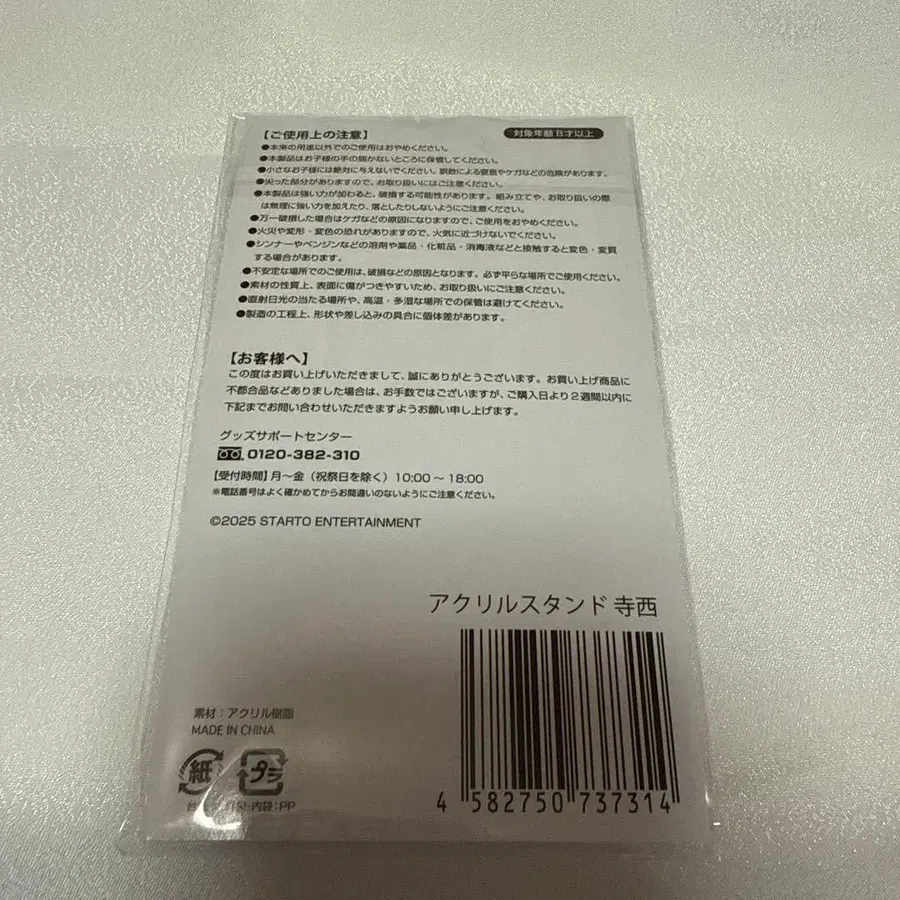 【ご使用上の注意】
対象年齢8才以上
●本来の用途以外でのご使用はおやめください。
●本製品はお子様の手の届かないところに保管してください。
●小さなお子様には絶対に与えないでください。誤飲による窒息やケガなどの危険があります。
●尖った部分がありますので、お取り扱いにはご注意ください。
●本製品は強い力が加わると、破損する可能性があります。組み立てや、お取り扱いの際
は無理に強い力を加えたり、落としたりしないようにご注意ください。
●万一破損した場合はケガなどの原因になりますので、ご使用をおやめください。
●火災や変形・変色の恐れがありますので、火気に近づけないでください。
●シンナーやベンジンなどの溶剤や薬品・化粧品・消毒液などと接触すると変色・変質
する場合があります。
●不安定な場所でのご使用は、破損などの原因となります。必ず平らな場所でご使用ください。
●素材の性質上、表面に傷がつきやすいため、お取り扱いにご注意ください。
●直射日光の当たる場所や、高温・多湿な場所での保管は避けてください。
●製造の工程上、形状や差し込みの具合に個体差があります。
【お客様へ】
この度はお買い上げいただきまして、誠にありがとうございます。お買い上げ商品に
不都合品などありました場合は、お手数ではございますが、ご購入日より2週間以内に
下記までお問い合わせいただきますようお願い申し上げます。
グッズサポートセンター
0120-382-310
【受付時間】月〜金（祝祭日を除く）10:00〜18:00
※電話番号はよく確かめてからお間違いのないようにご注意ください。
©2025 STARTO ENTERTAINMENT
アクリルスタンド 寺西
素材：アクリル樹脂
MADE IN CHINA
紙 プラ
内袋:PP
4 582750 737314